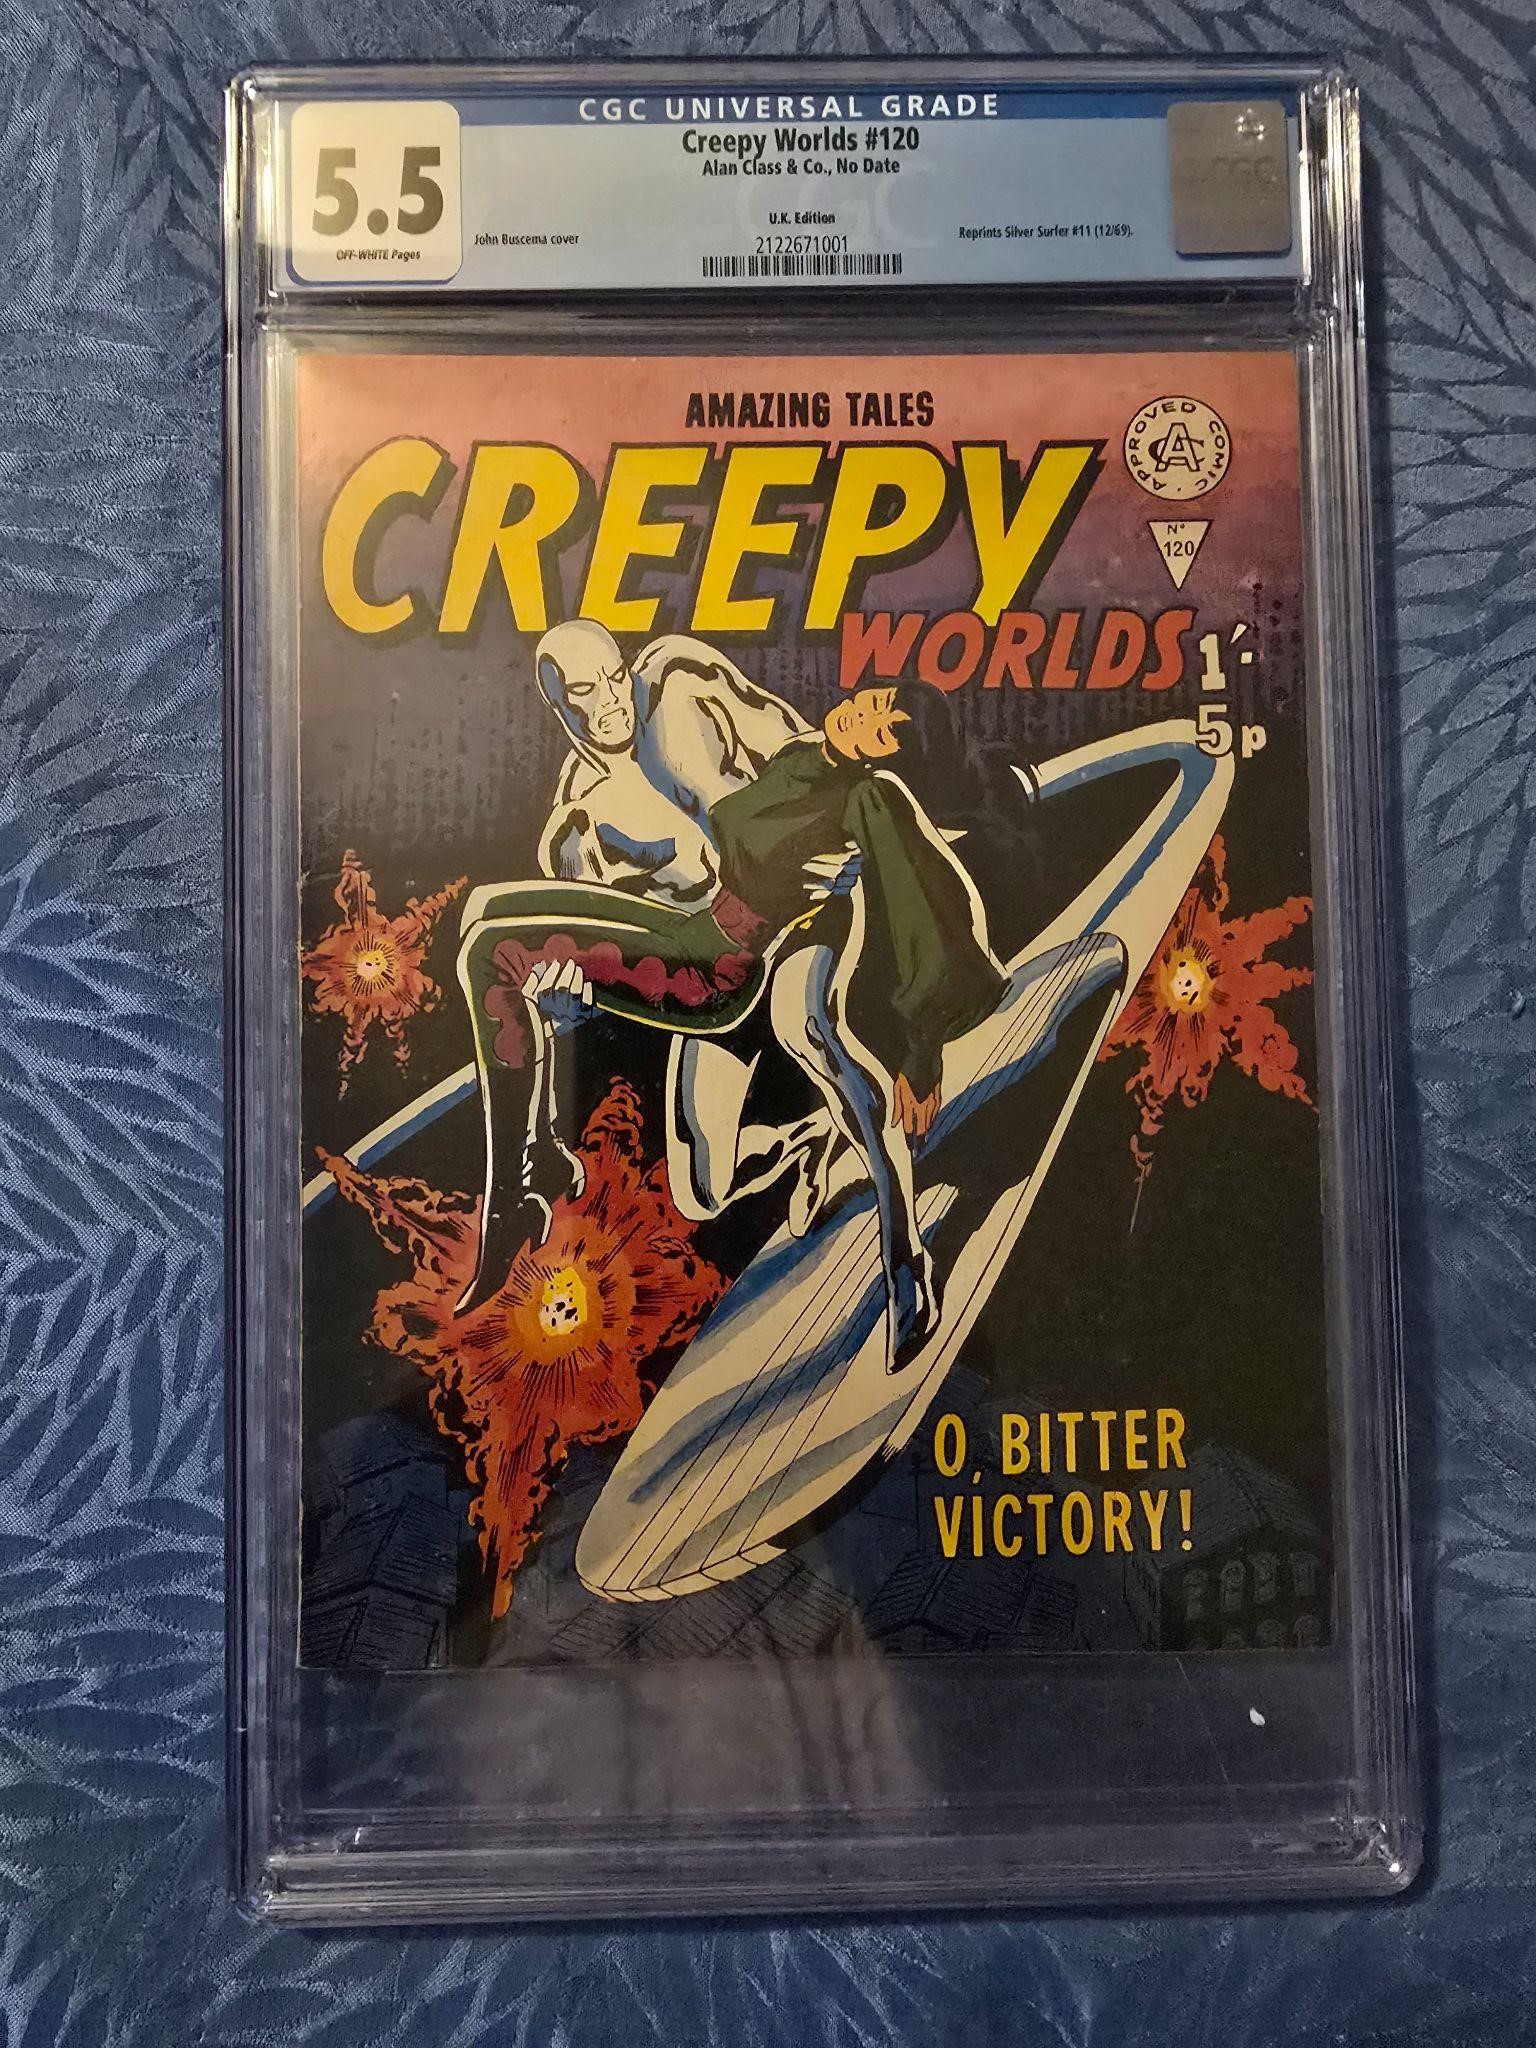 CGC UNIVERSAL GRADE
5.5
OFF-WHITE Pages
Creepy Worlds #120
Alan Class & Co., No Date
U.K. Edition
John Buscema cover
2122671001
Reprints Silver Surfer #11 (12/69).
CGC
AMAZING TALES
CREEPY
WORLDS
APPROVED COMIC
AC
Nº
120
1'-
5p
O, BITTER
VICTORY!